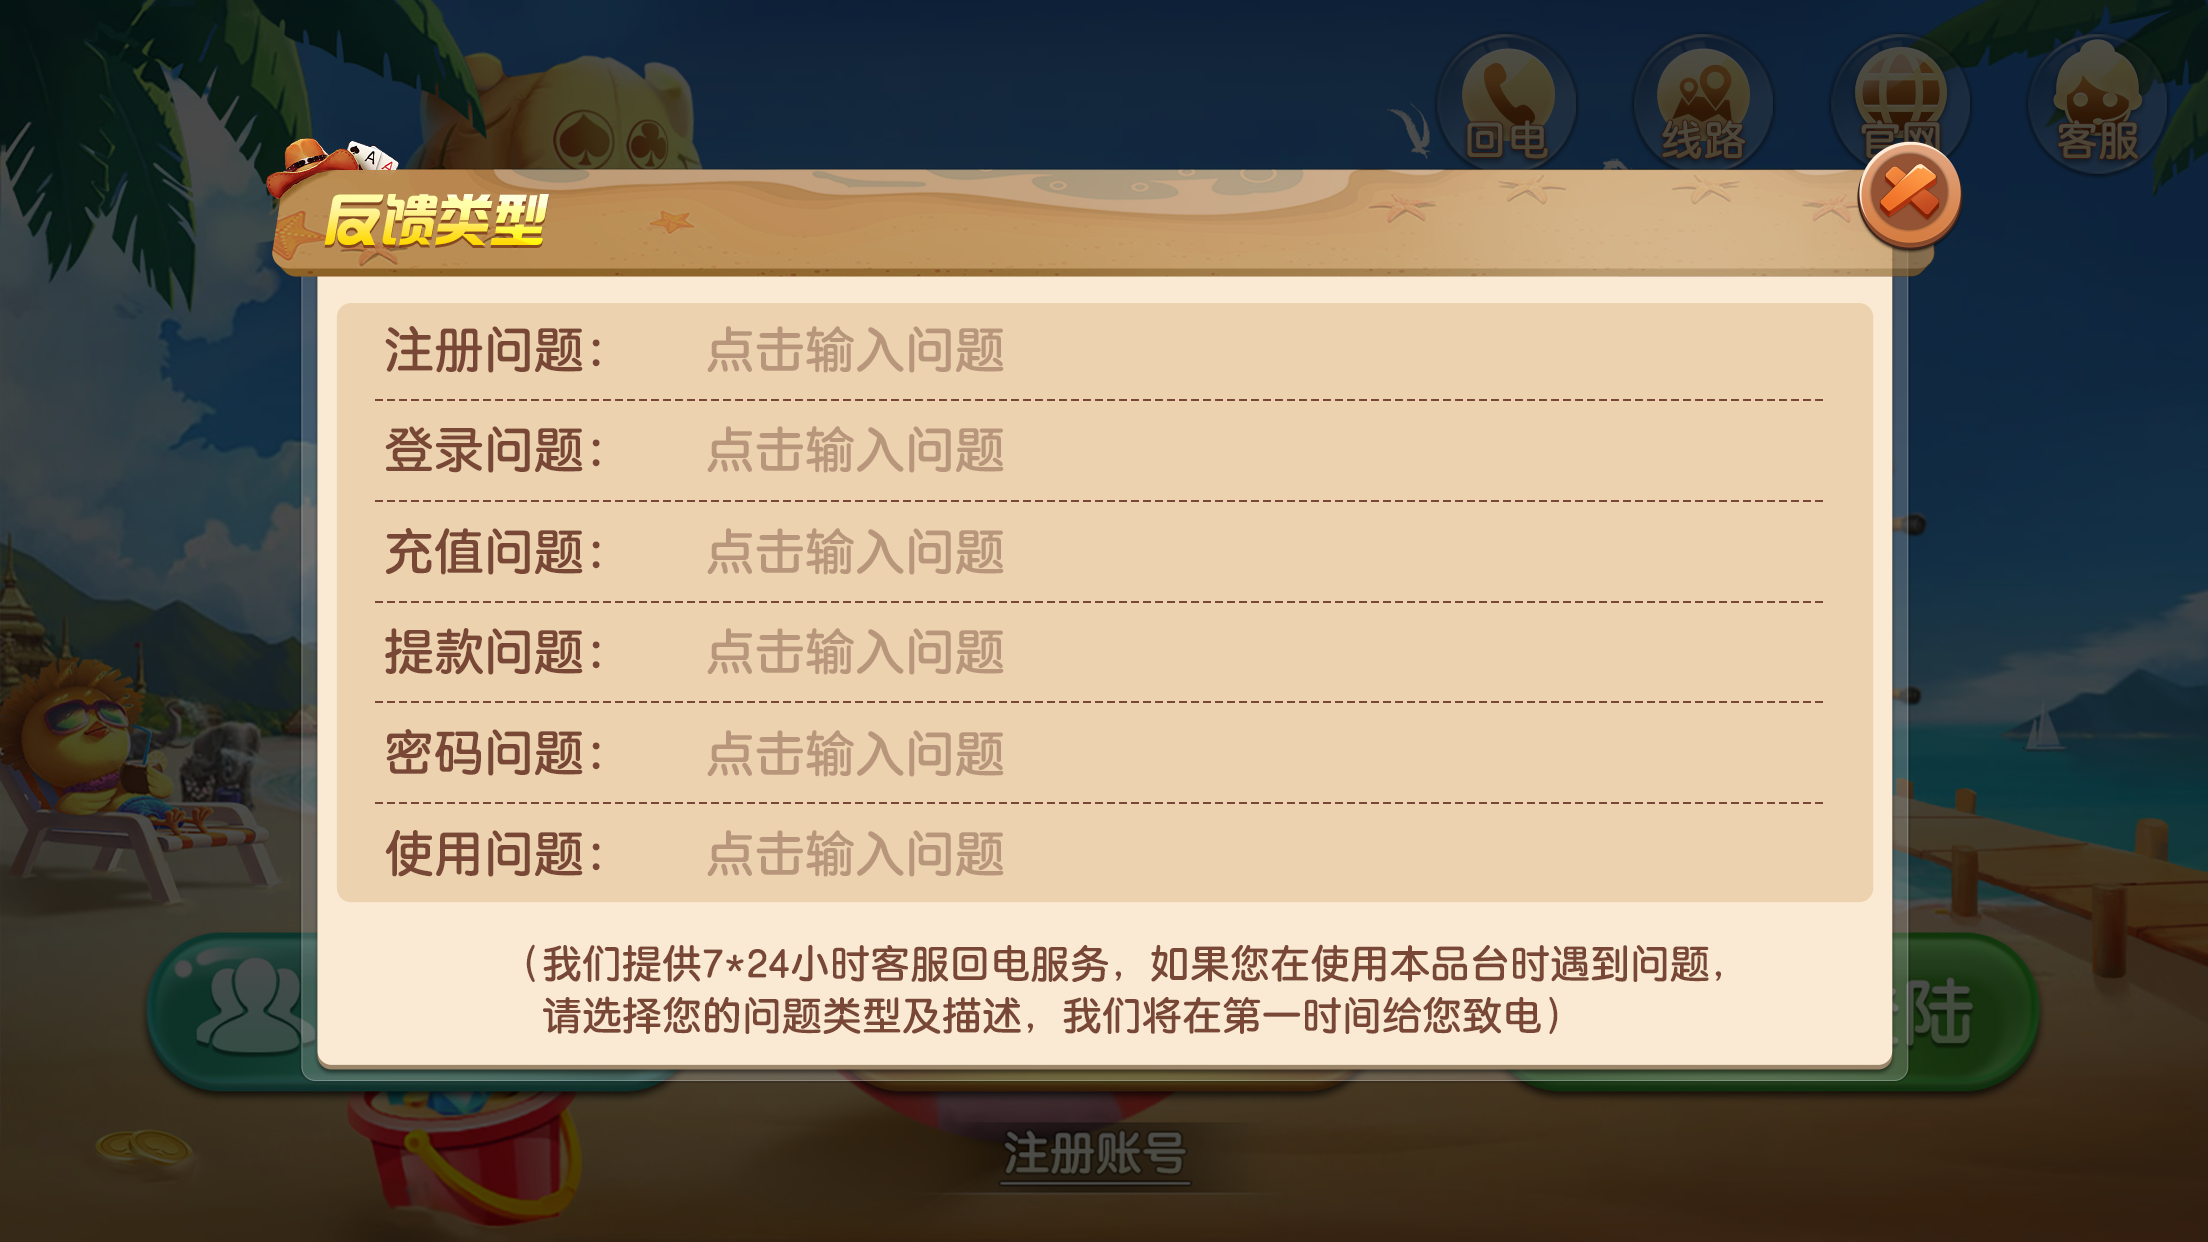 回电
线路
官网
客服
A
A
反馈类型
注册问题：点击输入问题
登录问题：点击输入问题
充值问题：点击输入问题
提款问题：点击输入问题
密码问题：点击输入问题
使用问题：点击输入问题
（我们提供7*24小时客服回电服务，如果您在使用本品台时遇到问题，
请选择您的问题类型及描述，我们将在第一时间给您致电）
陆
注册账号